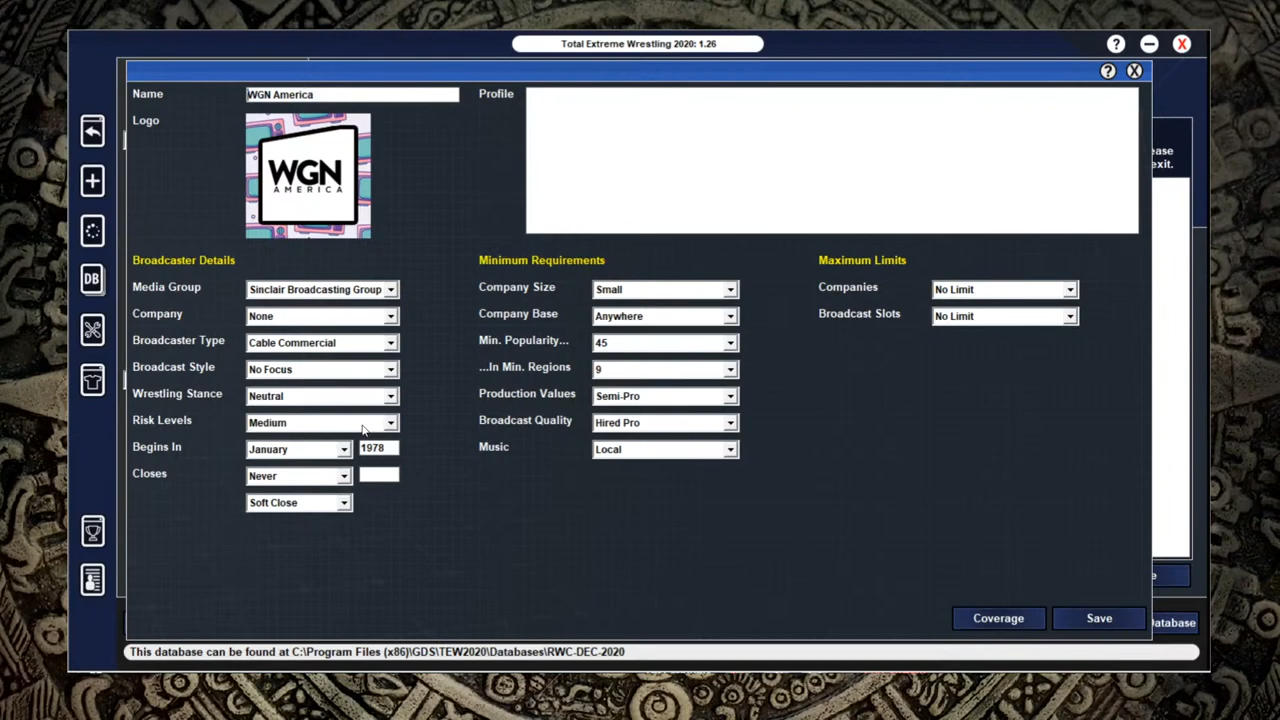 Total Extreme Wrestling 2020: 1.26
?
X
?
X
Name
WGN America
Profile
Logo
WGN
AMERICA
ease
exit.
DB
Broadcaster Details
Minimum Requirements
Maximum Limits
Media Group
Sinclair Broadcasting Group
Company Size
Small
Companies
No Limit
Company
None
Company Base
Anywhere
Broadcast Slots
No Limit
Broadcaster Type
Cable Commercial
Min. Popularity...
45
Broadcast Style
No Focus
...In Min. Regions
9
Wrestling Stance
Neutral
Production Values
Semi-Pro
Risk Levels
Medium
Broadcast Quality
Hired Pro
Begins In
January
1978
Music
Local
Closes
Never
Soft Close
e
Coverage
Save
atabase
This database can be found at C:\Program Files (x86)\GDS\TEW2020\Databases\RWC-DEC-2020